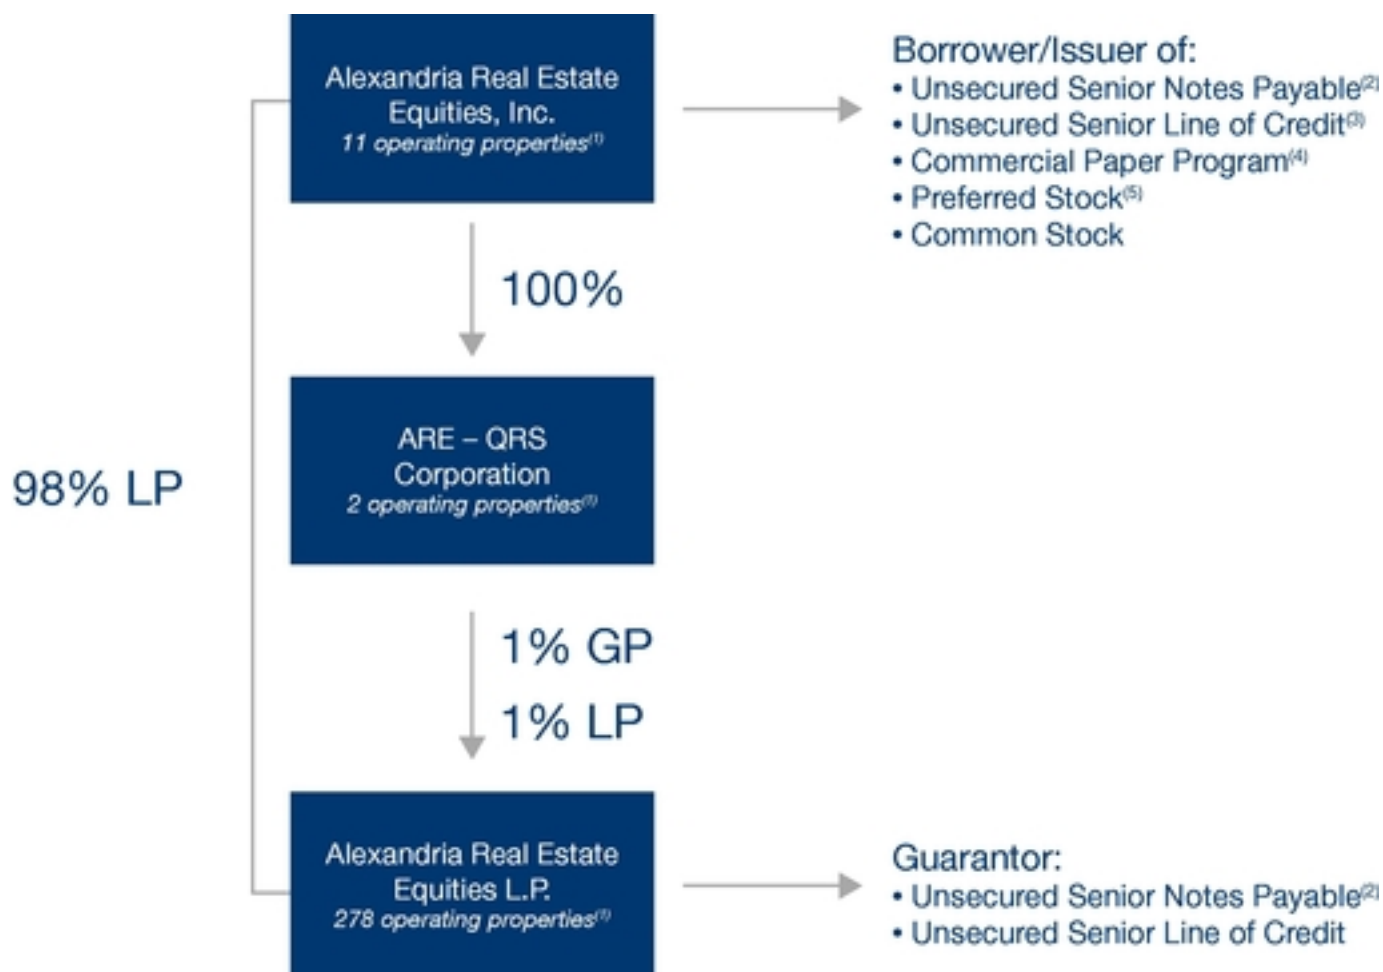 Alexandria Real Estate
Equities, Inc.
11 operating properties(1)
Borrower/Issuer of:
• Unsecured Senior Notes Payable(2)
• Unsecured Senior Line of Credit(3)
• Commercial Paper Program(4)
• Preferred Stock(5)
• Common Stock
100%
ARE – QRS
Corporation
2 operating properties(1)
98% LP
1% GP
1% LP
Alexandria Real Estate
Equities L.P.
278 operating properties(1)
Guarantor:
• Unsecured Senior Notes Payable(2)
• Unsecured Senior Line of Credit